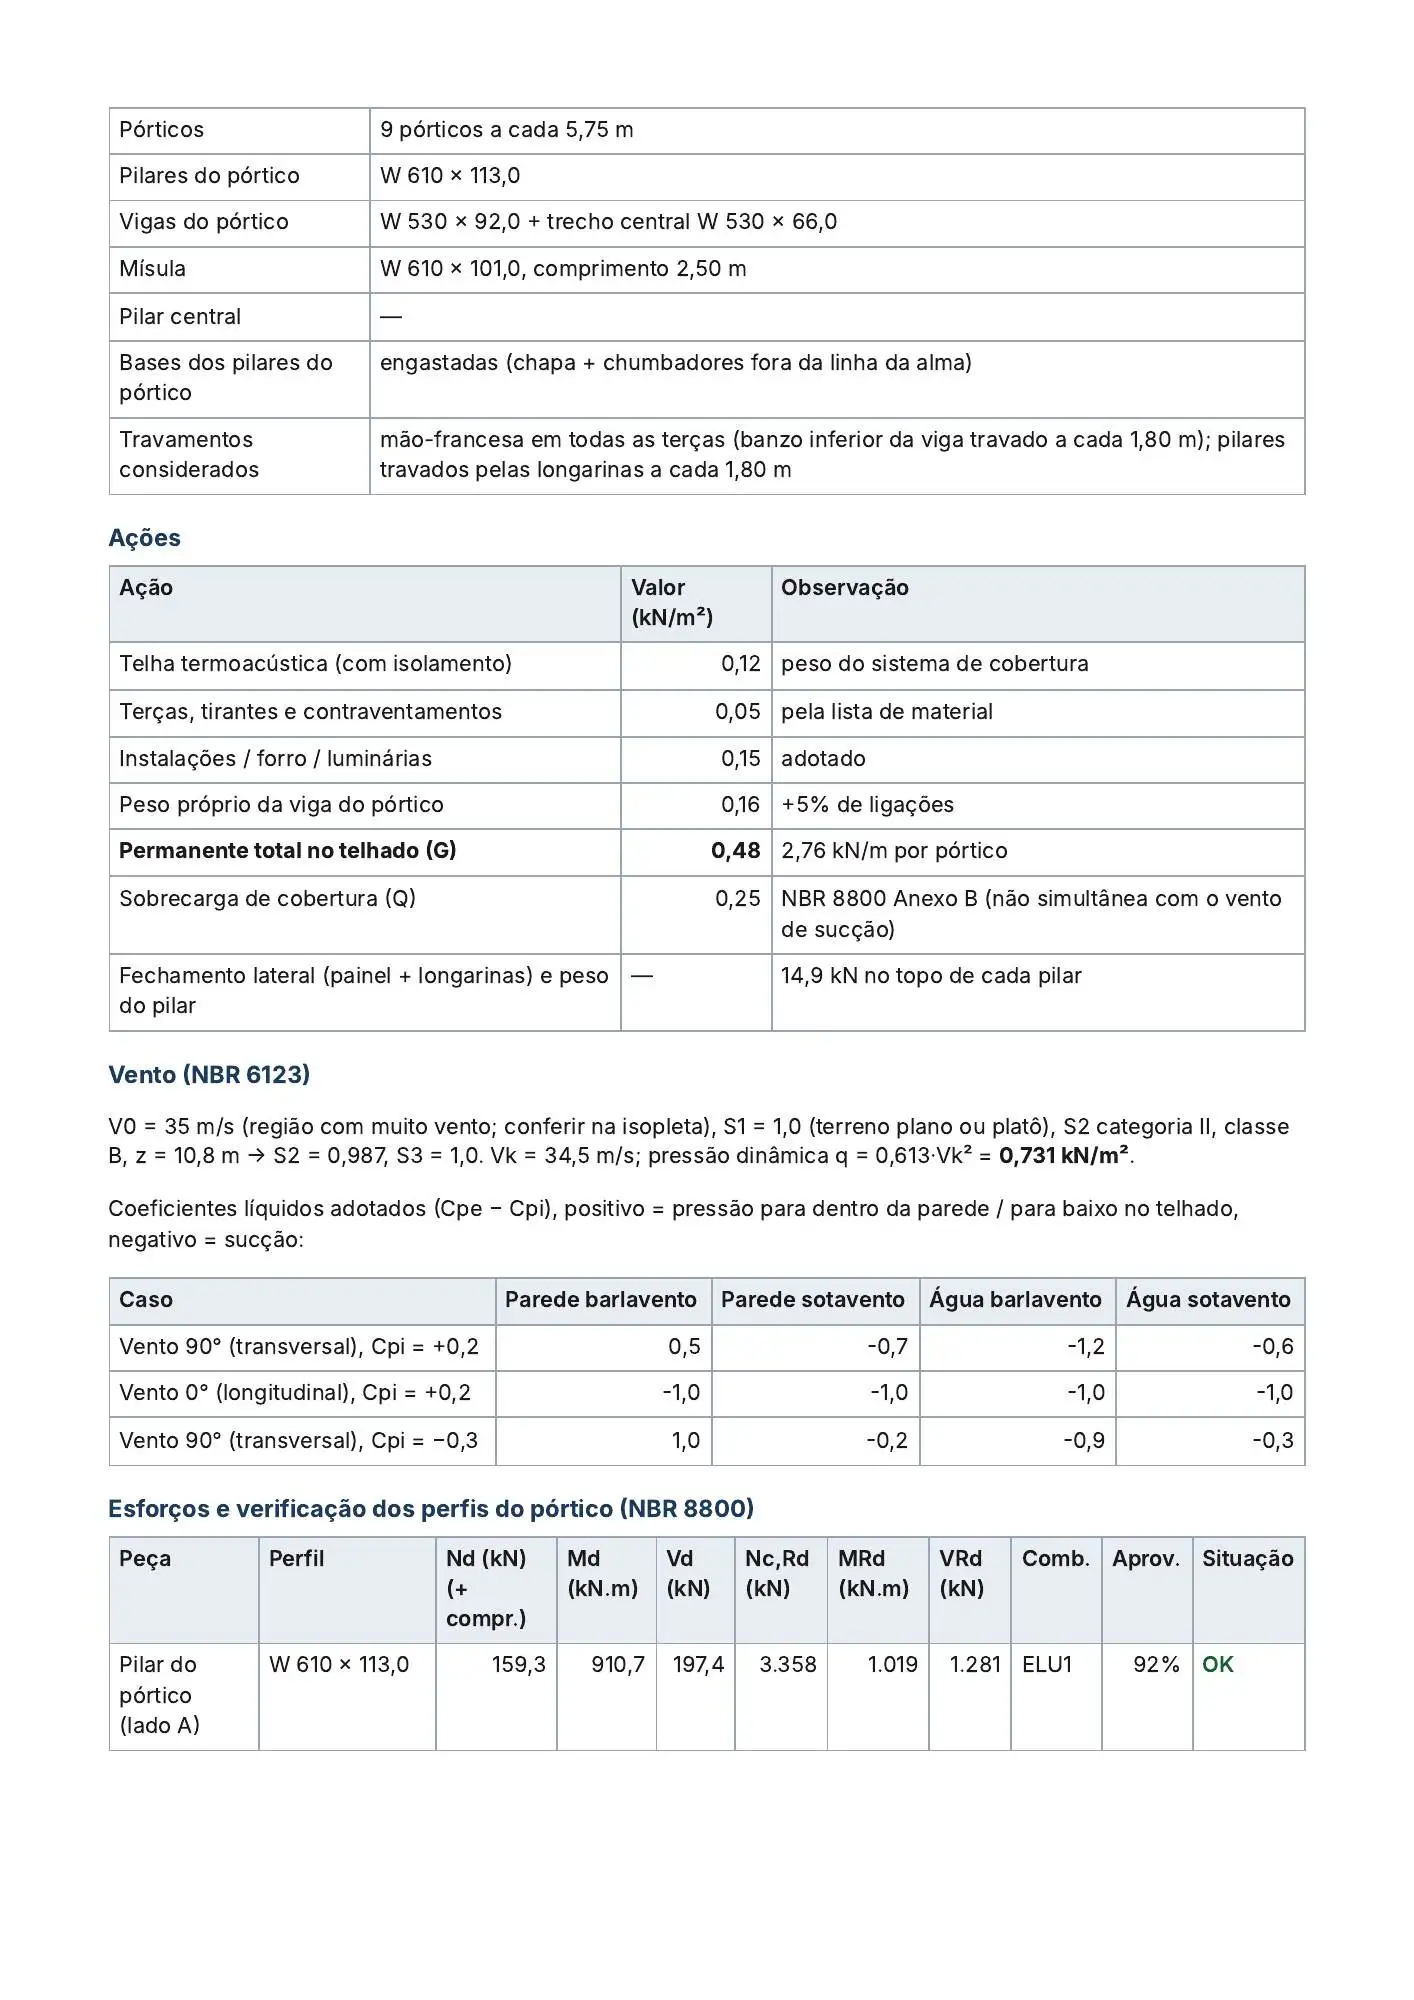 Pórticos 9 pórticos a cada 5,75 m
Pilares do pórtico W 610 × 113,0
Vigas do pórtico W 530 × 92,0 + trecho central W 530 × 66,0
Mísula W 610 × 101,0, comprimento 2,50 m
Pilar central —
Bases dos pilares do engastadas (chapa + chumbadores fora da linha da alma)
pórtico
Travamentos mão-francesa em todas as terças (banzo inferior da viga travado a cada 1,80 m); pilares
considerados travados pelas longarinas a cada 1,80 m
Ações
Ação Valor Observação
(kN/m²)
Telha termoacústica (com isolamento) 0,12 peso do sistema de cobertura
Terças, tirantes e contraventamentos 0,05 pela lista de material
Instalações / forro / luminárias 0,15 adotado
Peso próprio da viga do pórtico 0,16 +5% de ligações
Permanente total no telhado (G) 0,48 2,76 kN/m por pórtico
Sobrecarga de cobertura (Q) 0,25 NBR 8800 Anexo B (não simultânea com o vento
de sucção)
Fechamento lateral (painel + longarinas) e peso — 14,9 kN no topo de cada pilar
do pilar
Vento (NBR 6123)
V0 = 35 m/s (região com muito vento; conferir na isopleta), S1 = 1,0 (terreno plano ou platô), S2 categoria II, classe
B, z = 10,8 m → S2 = 0,987, S3 = 1,0. Vk = 34,5 m/s; pressão dinâmica q = 0,613·Vk² = 0,731 kN/m².
Coeficientes líquidos adotados (Cpe − Cpi), positivo = pressão para dentro da parede / para baixo no telhado,
negativo = sucção:
Caso Parede barlavento Parede sotavento Água barlavento Água sotavento
Vento 90° (transversal), Cpi = +0,2 0,5 -0,7 -1,2 -0,6
Vento 0° (longitudinal), Cpi = +0,2 -1,0 -1,0 -1,0 -1,0
Vento 90° (transversal), Cpi = −0,3 1,0 -0,2 -0,9 -0,3
Esforços e verificação dos perfis do pórtico (NBR 8800)
Peça Perfil Nd (kN) Md Vd Nc,Rd MRd VRd Comb. Aprov. Situação
(+ (kN.m) (kN) (kN) (kN.m) (kN)
compr.)
Pilar do W 610 × 113,0 159,3 910,7 197,4 3.358 1.019 1.281 ELU1 92% OK
pórtico
(lado A)